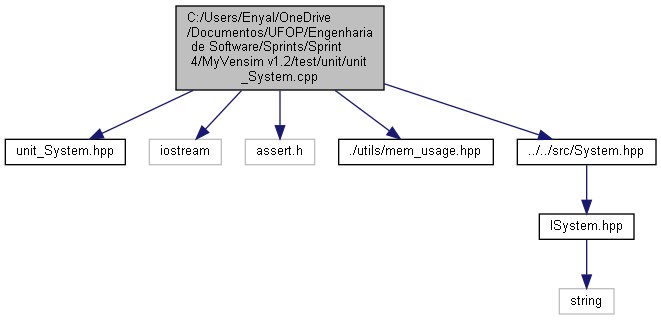 C:/Users/Enyal/OneDrive
/Documentos/UFOP/Engenharia
de Software/Sprints/Sprint
4/MyVensim v1.2/test/unit/unit
_System.cpp
unit_System.hpp
iostream
assert.h
./utils/mem_usage.hpp
../../src/System.hpp
ISystem.hpp
string